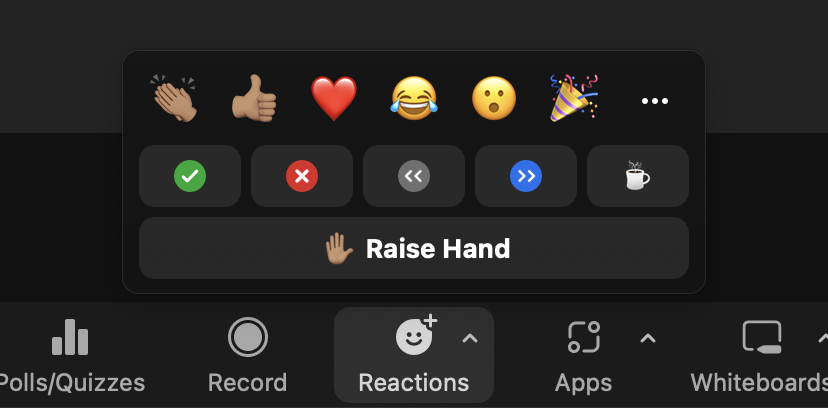 Raise Hand
Polls/Quizzes
Record
Reactions
Apps
Whiteboards